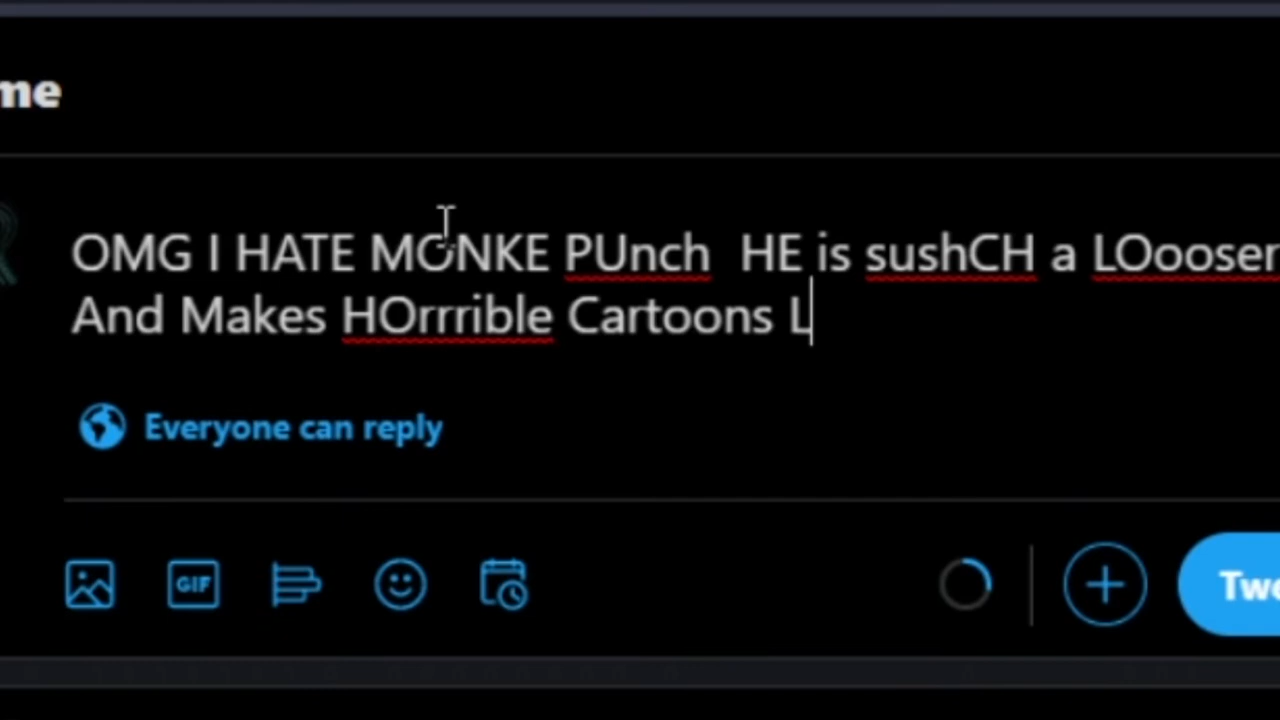 me
OMG I HATE MONKE PUnch  HE is sushCH a LOooser
And Makes HOrrrible Cartoons L
Everyone can reply
GIF
Twe